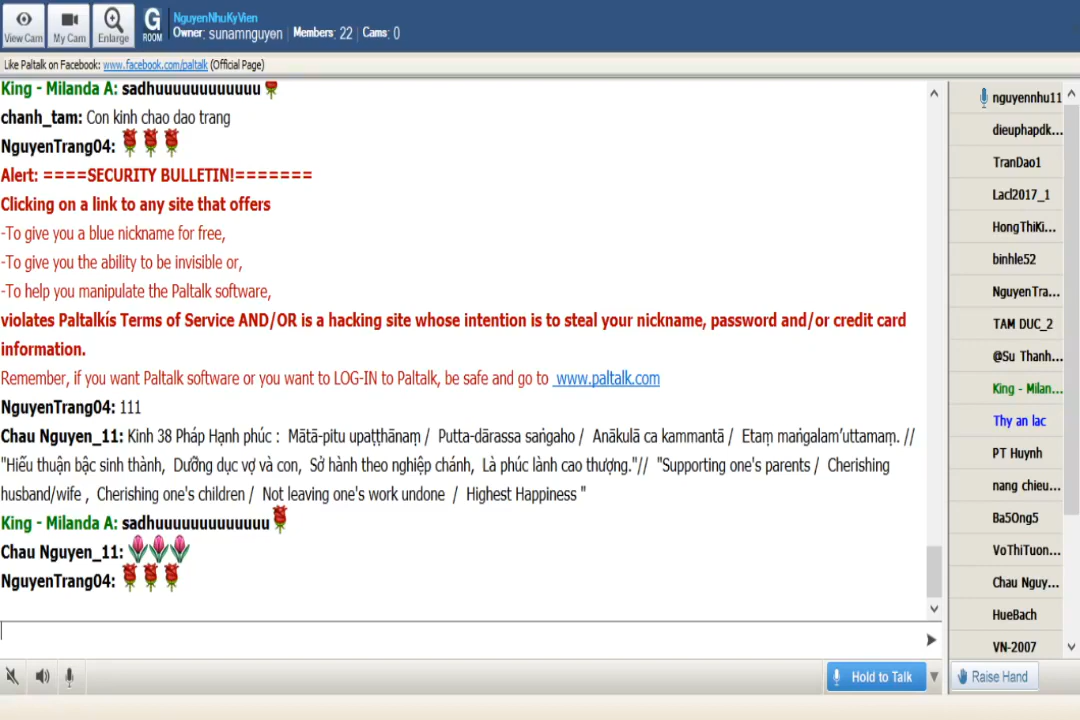 View Cam
My Cam
Enlarge
G
ROOM
NguyenNhuKyVien
Owner: sunamnguyen | Members: 22 | Cams: 0
Like Paltalk on Facebook: www.facebook.com/paltalk (Official Page)
King - Milanda A: sadhuuuuuuuuuuuu
chanh_tam: Con kinh chao dao trang
NguyenTrang04:
Alert: ====SECURITY BULLETIN!=======
Clicking on a link to any site that offers
-To give you a blue nickname for free,
-To give you the ability to be invisible or,
-To help you manipulate the Paltalk software,
violates Paltalkís Terms of Service AND/OR is a hacking site whose intention is to steal your nickname, password and/or credit card
information.
Remember, if you want Paltalk software or you want to LOG-IN to Paltalk, be safe and go to www.paltalk.com
NguyenTrang04: 111
Chau Nguyen_11: Kinh 38 Pháp Hạnh phúc : Mātā-pitu upaṭṭhānaṃ / Putta-dārassa saṅgaho / Anākulā ca kammantā / Etaṃ maṅgalam’uttamaṃ. //
"Hiếu thuận bậc sinh thành, Dưỡng dục vợ và con, Sở hành theo nghiệp chánh, Là phúc lành cao thượng."// "Supporting one's parents / Cherishing
husband/wife , Cherishing one's children / Not leaving one's work undone / Highest Happiness "
King - Milanda A: sadhuuuuuuuuuuuuu
Chau Nguyen_11:
NguyenTrang04:
Hold to Talk
nguyennhu11
dieuphapdk...
TranDao1
Lacl2017_1
HongThiKi...
binhle52
NguyenTra...
TAM DUC_2
@Su Thanh...
King - Milan...
Thy an lac
PT Huynh
nang chieu...
Ba5Ong5
VoThiTuon...
Chau Nguy...
HueBach
VN-2007
Raise Hand